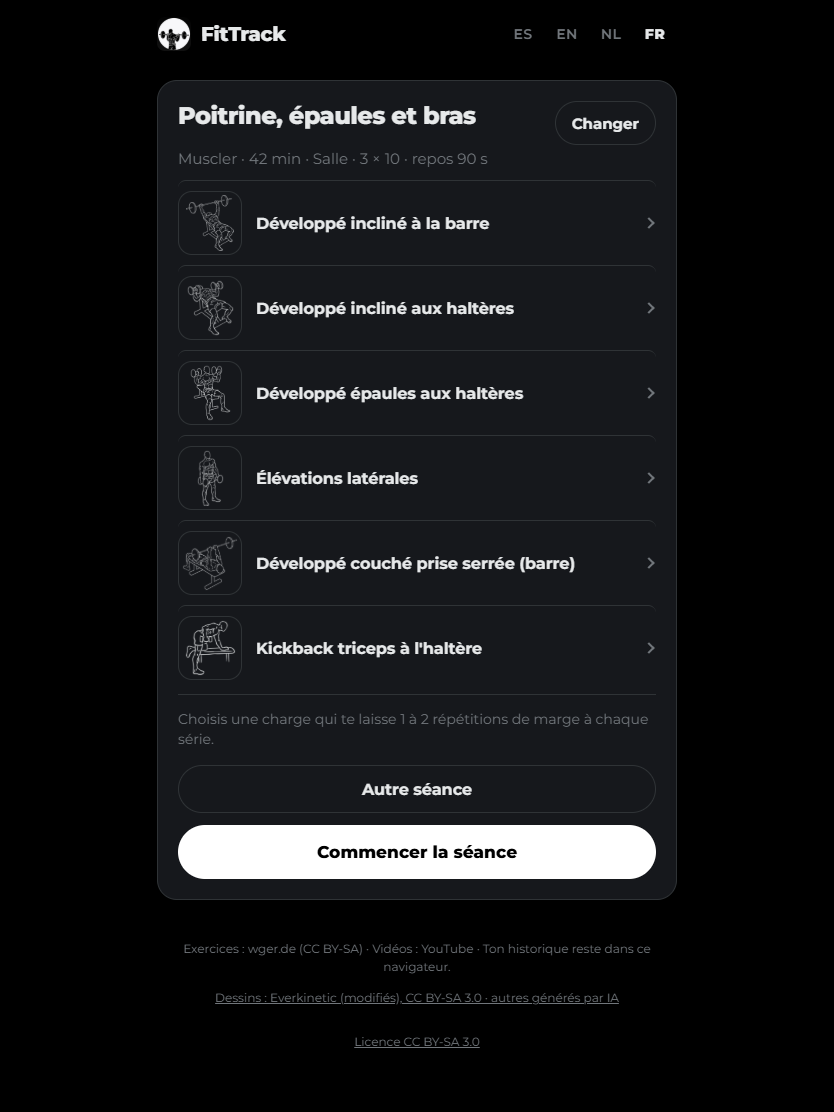 FitTrack
ES EN NL FR
Poitrine, épaules et bras
Changer
Muscler · 42 min · Salle · 3 × 10 · repos 90 s
Développé incliné à la barre
Développé incliné aux haltères
Développé épaules aux haltères
Élévations latérales
Développé couché prise serrée (barre)
Kickback triceps à l'haltère
Choisis une charge qui te laisse 1 à 2 répétitions de marge à chaque
série.
Autre séance
Commencer la séance
Exercices : wger.de (CC BY-SA) · Vidéos : YouTube · Ton historique reste dans ce
navigateur.
Dessins : Everkinetic (modifiés), CC BY-SA 3.0 · autres générés par IA
Licence CC BY-SA 3.0